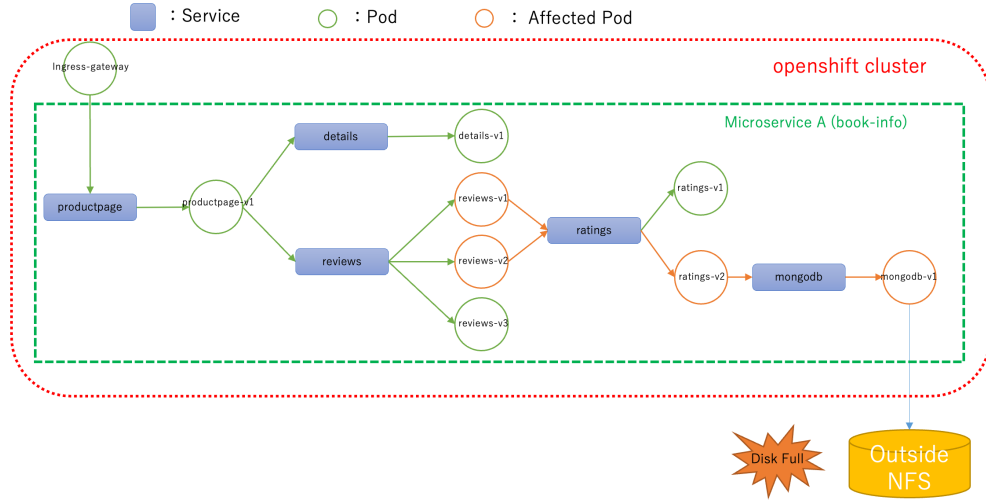 ：Service
：Pod
：Affected Pod
Ingress-gateway
openshift cluster
Microservice A (book-info)
details
details-v1
productpage
productpage-v1
reviews-v1
ratings-v1
ratings
reviews
reviews-v2
ratings-v2
mongodb
mongodb-v1
reviews-v3
Disk Full
Outside
NFS